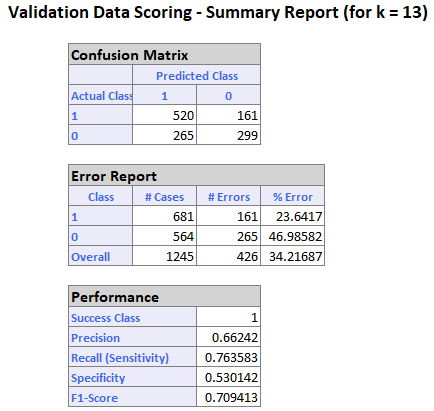 Validation Data Scoring - Summary Report (for k = 13)
Confusion Matrix
Predicted Class
Actual Class 1 0
1 520 161
0 265 299
Error Report
Class # Cases # Errors % Error
1 681 161 23.6417
0 564 265 46.98582
Overall 1245 426 34.21687
Performance
Success Class 1
Precision 0.66242
Recall (Sensitivity) 0.763583
Specificity 0.530142
F1-Score 0.709413